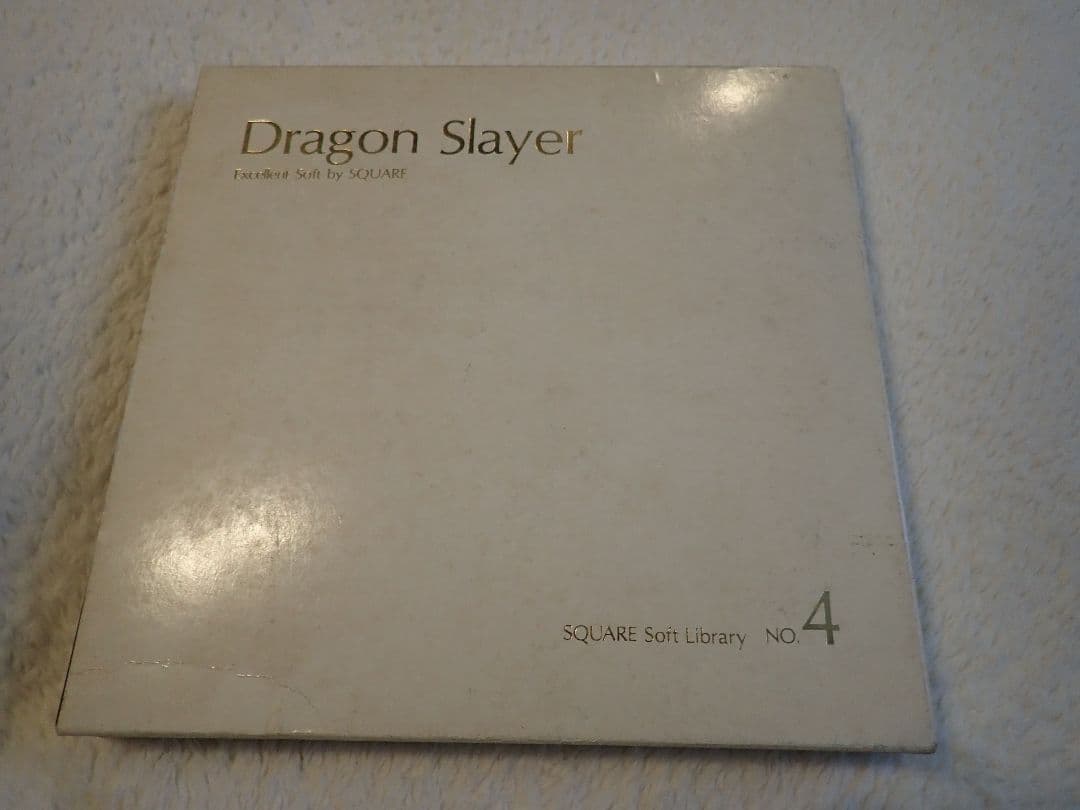 Dragon Slayer
Excellent Soft by SQUARE
SQUARE Soft Library NO.4